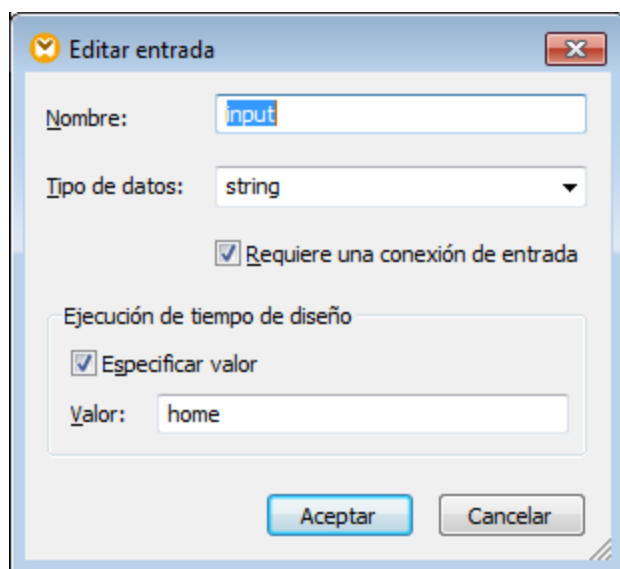 Editar entrada
Nombre: input
Tipo de datos: string
Requiere una conexión de entrada
Ejecución de tiempo de diseño
Especificar valor
Valor: home
Aceptar Cancelar